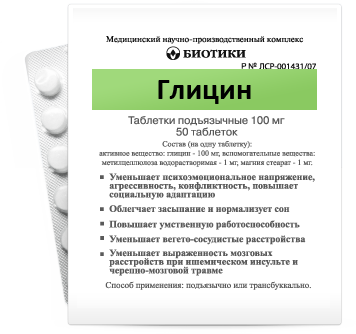 Медицинский научно-производственный комплекс
БИОТИКИ
Р № ЛСР-001431/07
Глицин
Таблетки подъязычные 100 мг
50 таблеток
Состав (на одну таблетку):
активное вещество: глицин - 100 мг, вспомогательные вещества:
метилцеллюлоза водорастворимая - 1 мг, магния стеарат - 1 мг.
Уменьшает психоэмоциональное напряжение,
агрессивность, конфликтность, повышает
социальную адаптацию
Облегчает засыпание и нормализует сон
Повышает умственную работоспособность
Уменьшает вегето-сосудистые расстройства
Уменьшает выраженность мозговых
расстройств при ишемическом инсульте и
черепно-мозговой травме
Способ применения: подъязычно или трансбуккально.